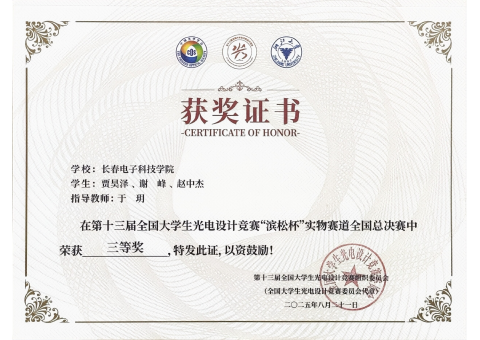 获奖证书
-CERTIFICATE OF HONOR-
学校：长春电子科技学院
学生：贾昊泽、谢　峰、赵中杰
指导教师：于　玥
在第十三届全国大学生光电设计竞赛“滨松杯”实物赛道全国总决赛中
荣获　三等奖　，特发此证，以资鼓励！
第十三届全国大学生光电设计竞赛组织委员会
（全国大学生光电设计竞赛委员会代章）
二〇二五年八月二十一日